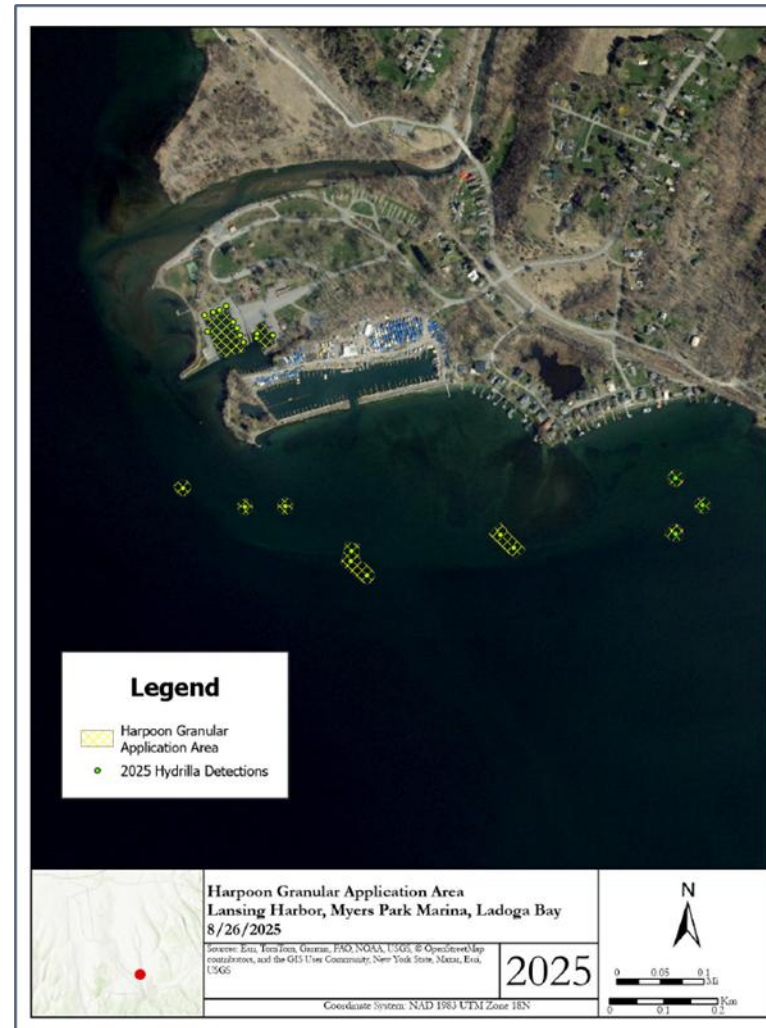 Legend
Harpoon Granular
Application Area
2025 Hydrilla Detections
Harpoon Granular Application Area
Lansing Harbor, Myers Park Marina, Ladoga Bay
8/26/2025
Sources: Esri, TomTom, Garmin, FAO, NOAA, USGS, © OpenStreetMap
contributors, and the GIS User Community, New York State, Maxar, Esri,
USGS
2025
Coordinate System: NAD 1983 UTM Zone 18N
N
0 0.05 0.1
Mi
Km
0 0.1 0.2